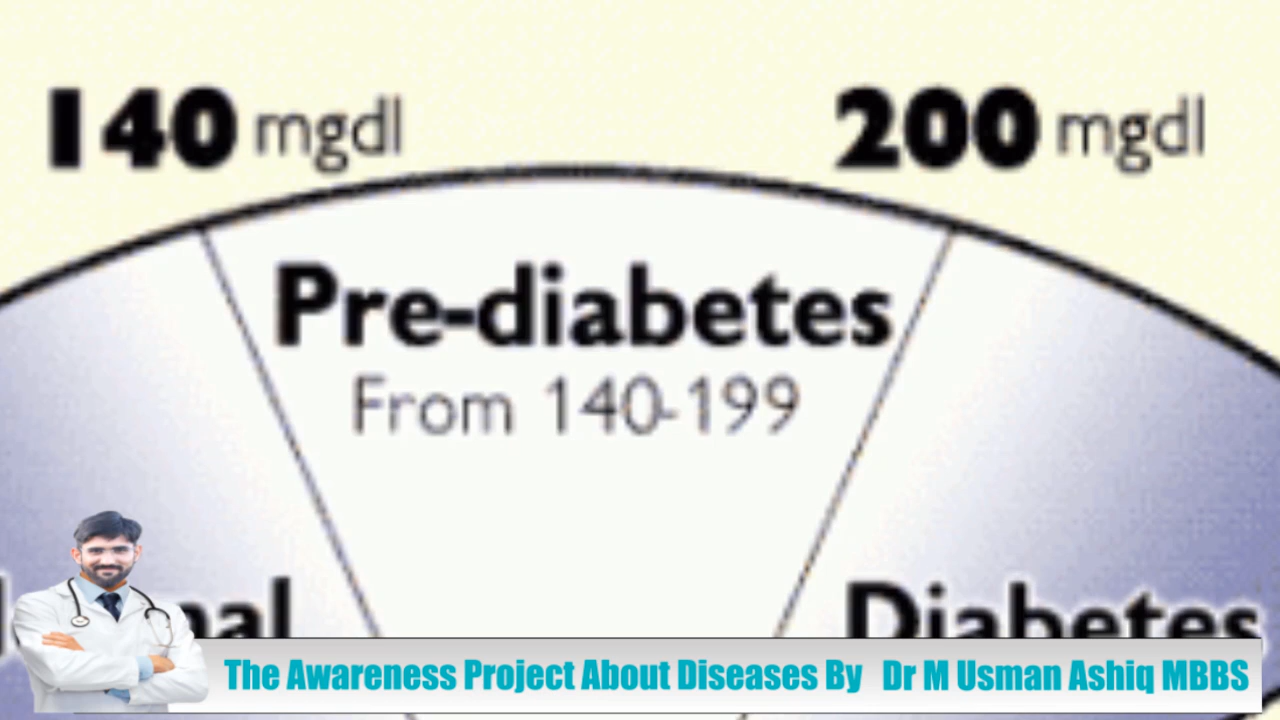 140 mgdl 200 mgdl
Pre-diabetes
From 140-199
Diabetes
The Awareness Project About Diseases By Dr M Usman Ashiq MBBS